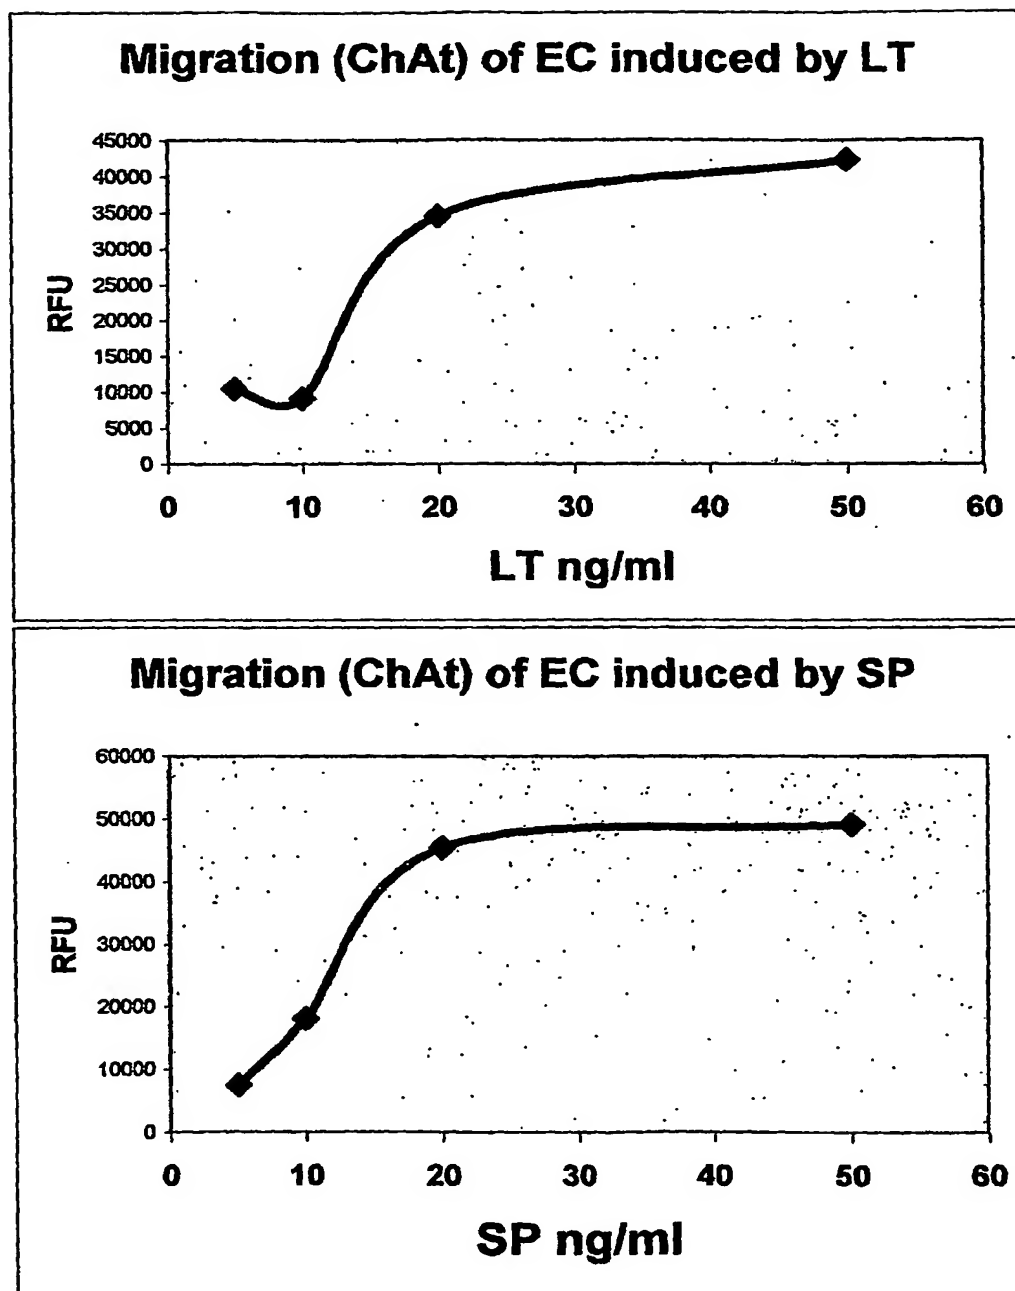 Migration (ChAt) of EC induced by LT
45000
40000
35000
30000
25000
20000
15000
10000
5000
0
RFU
0 10 20 30 40 50 60
LT ng/ml
Migration (ChAt) of EC induced by SP
60000
50000
40000
30000
20000
10000
0
RFU
0 10 20 30 40 50 60
SP ng/ml